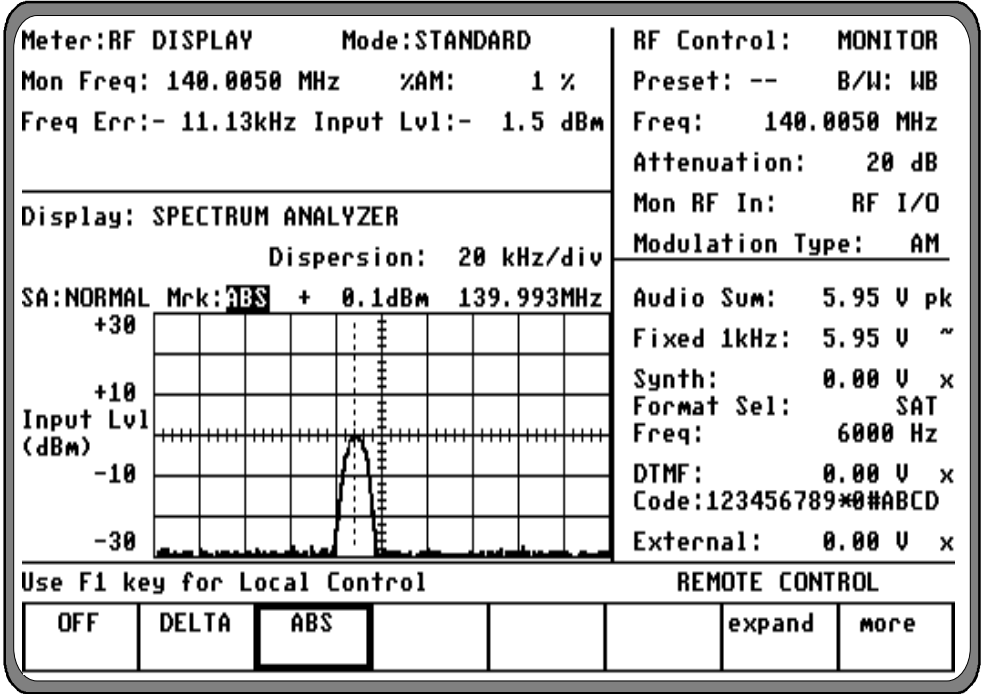 Meter:RF DISPLAY Mode:STANDARD
Mon Freq: 140.0050 MHz %AM: 1 %
Freq Err:- 11.13kHz Input Lvl:- 1.5 dBm
Display: SPECTRUM ANALYZER
Dispersion: 20 kHz/div
SA:NORMAL Mrk:ABS + 0.1dBm 139.993MHz
+30
+10
Input Lvl
(dBm)
-10
-30
RF Control: MONITOR
Preset: -- B/W: WB
Freq: 140.0050 MHz
Attenuation: 20 dB
Mon RF In: RF I/O
Modulation Type: AM
Audio Sum: 5.95 V pk
Fixed 1kHz: 5.95 V ~
Synth: 0.00 V x
Format Sel: SAT
Freq: 6000 Hz
DTMF: 0.00 V x
Code:123456789*0#ABCD
External: 0.00 V x
Use F1 key for Local Control REMOTE CONTROL
OFF DELTA ABS expand more